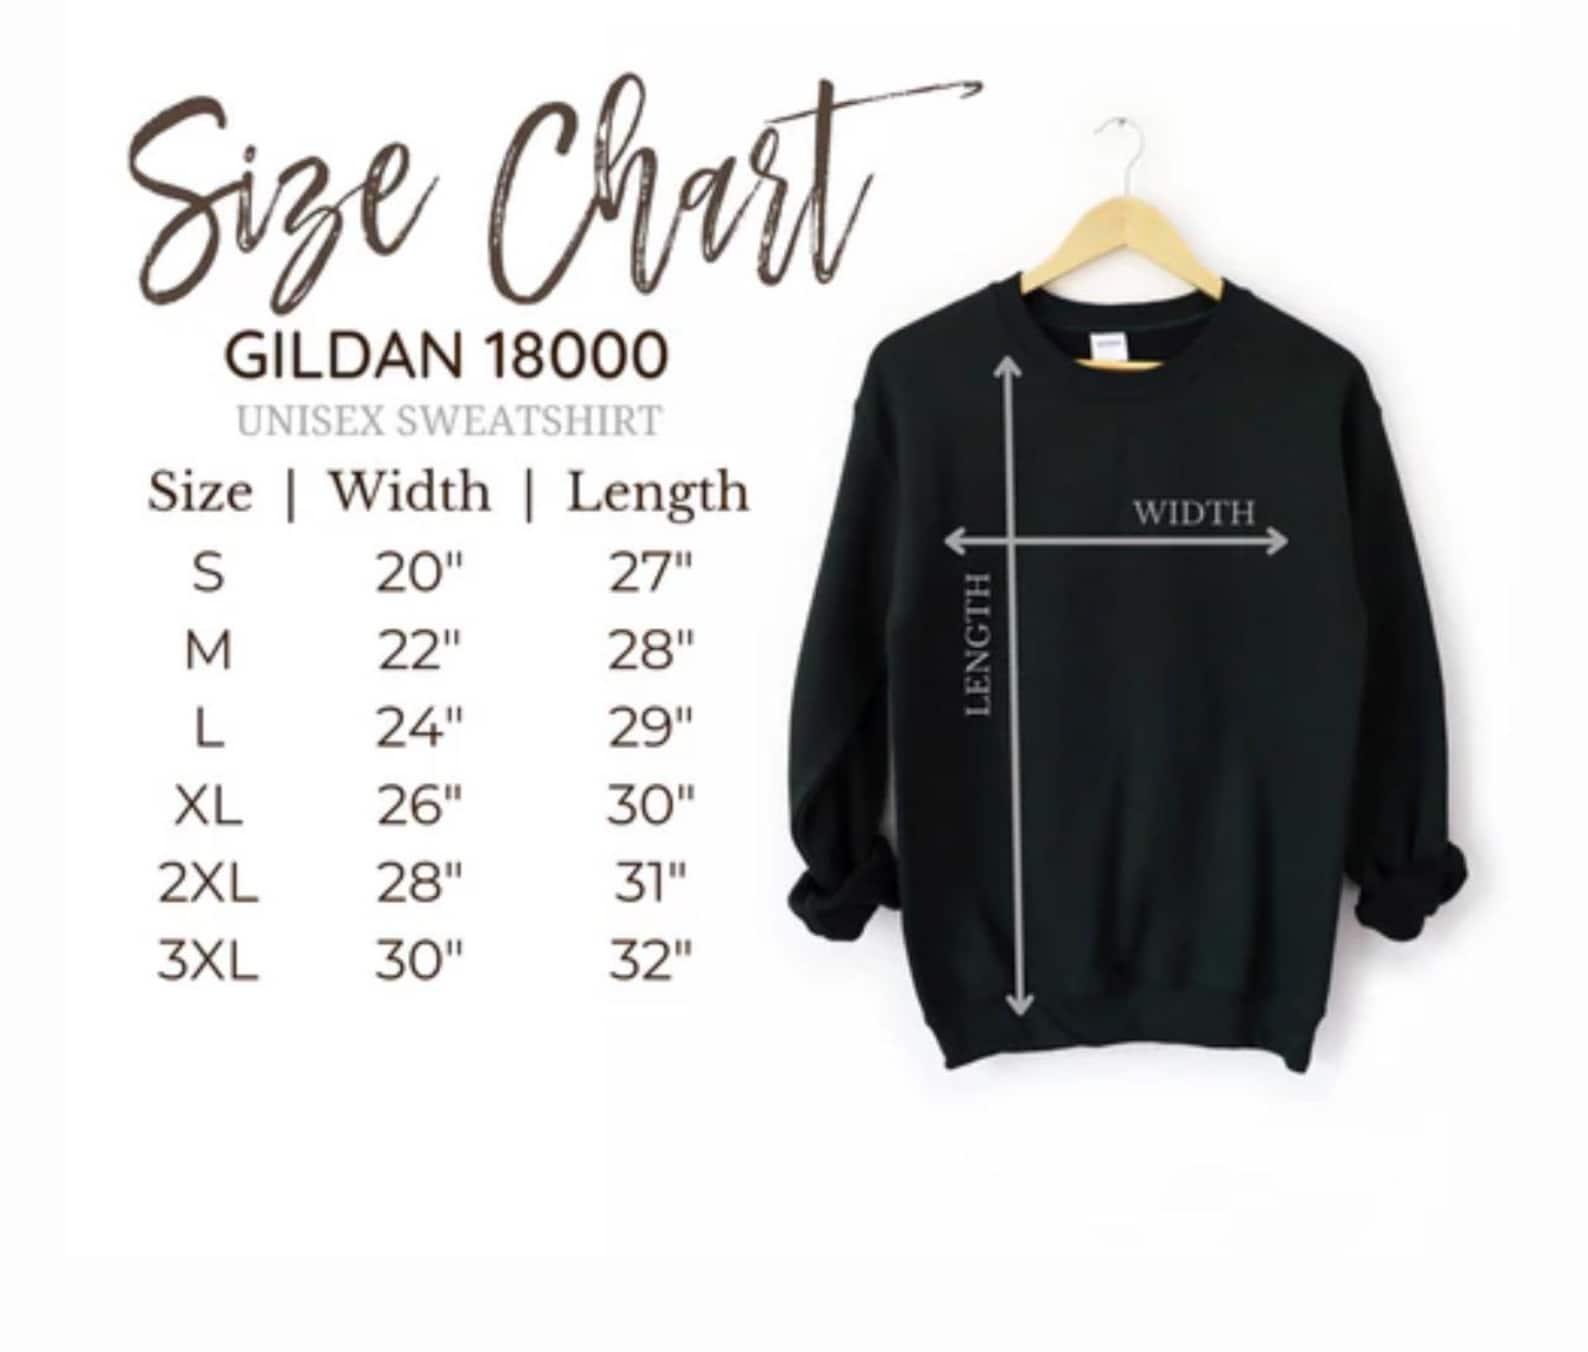 Size Chart
GILDAN 18000
UNISEX SWEATSHIRT
Size | Width | Length
S 20" 27"
M 22" 28"
L 24" 29"
XL 26" 30"
2XL 28" 31"
3XL 30" 32"
WIDTH
LENGTH